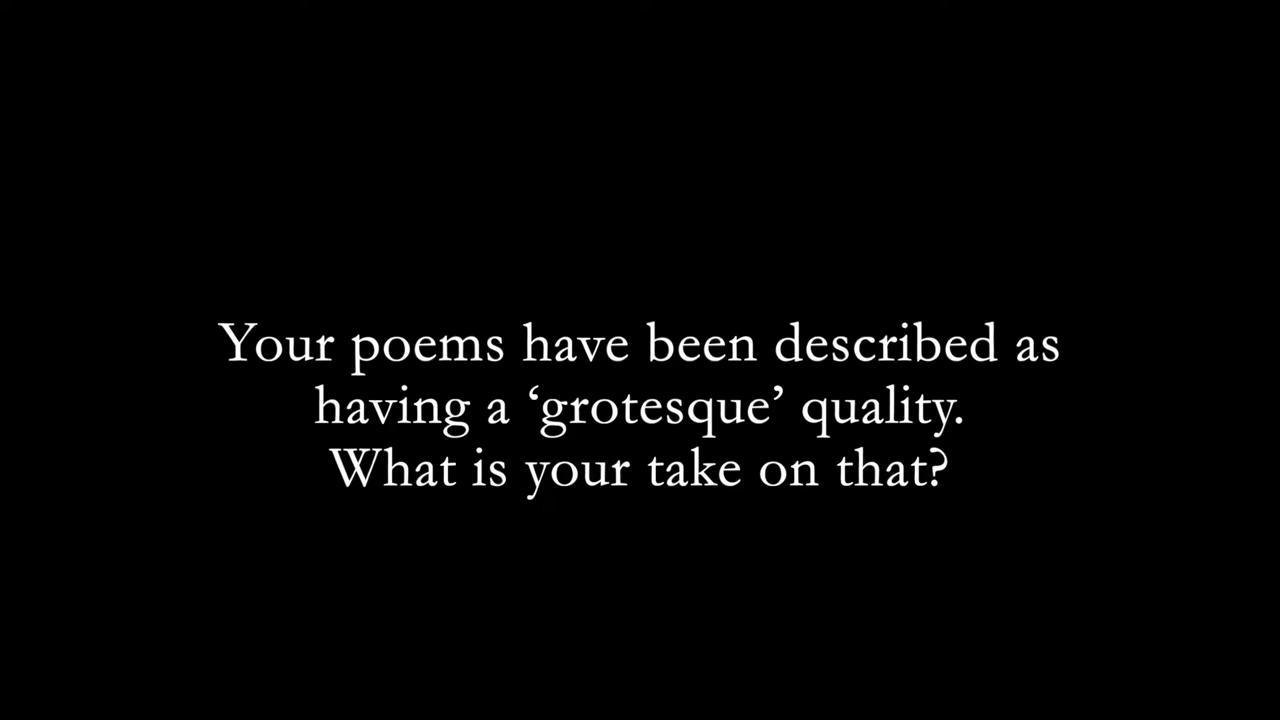 Your poems have been described as
having a ‘grotesque’ quality.
What is your take on that?